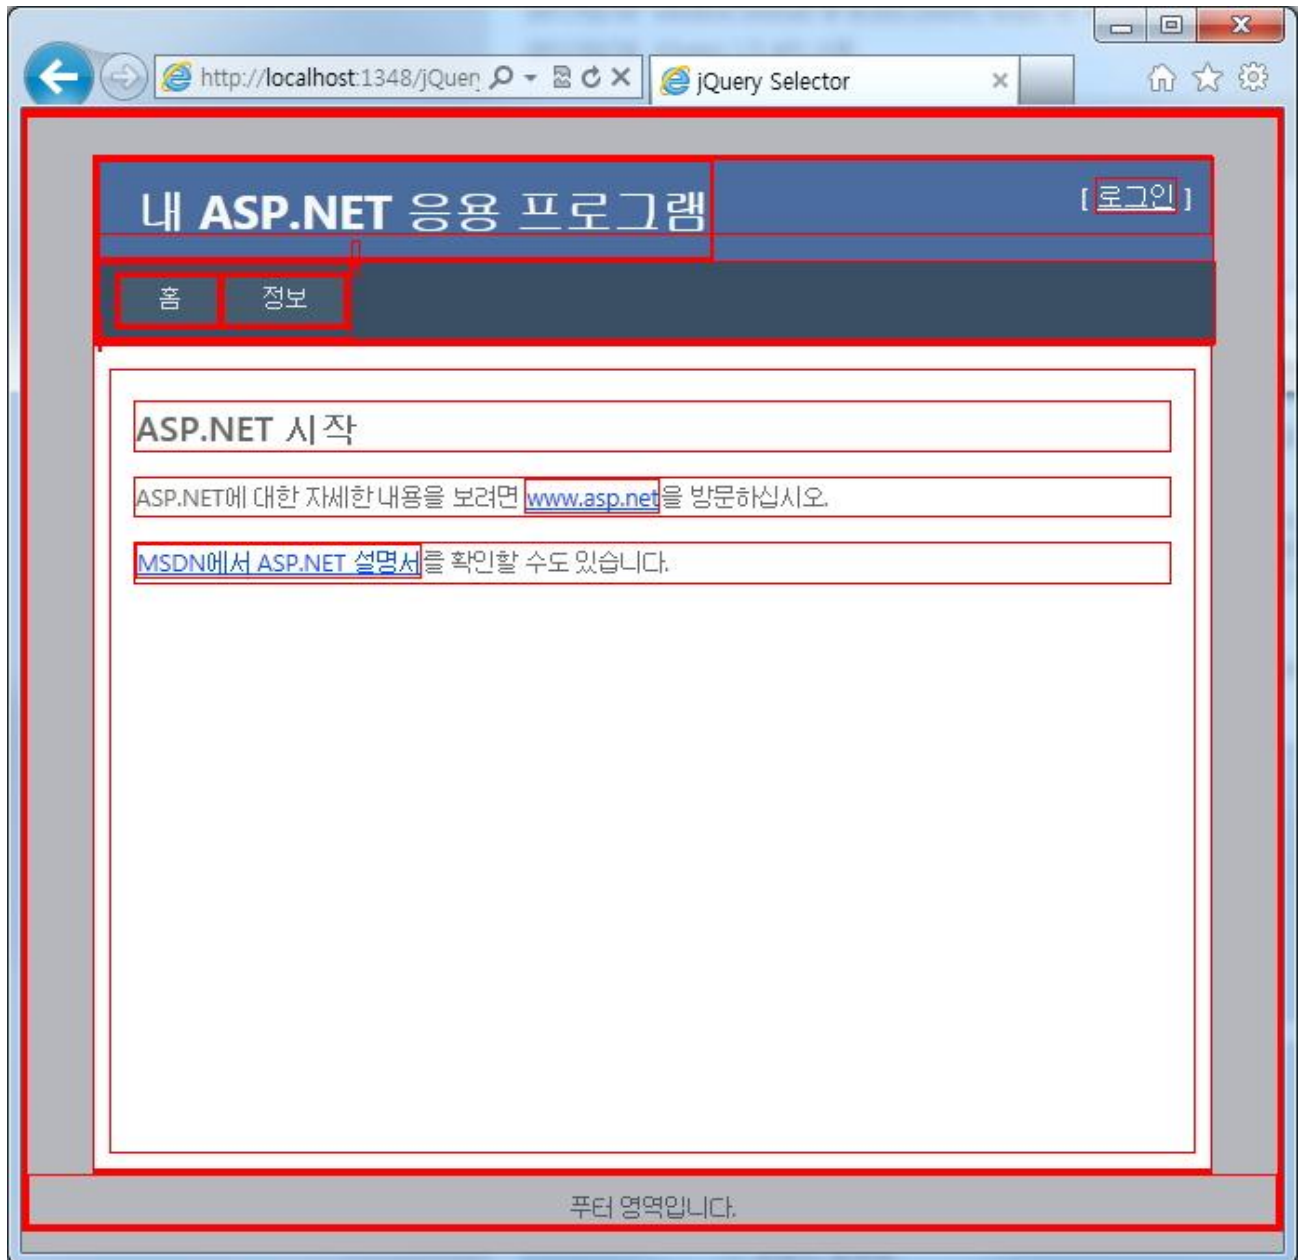 http://localhost:1348/jQuer
jQuery Selector
내 ASP.NET 응용 프로그램
[ 로그인 ]
홈 정보
ASP.NET 시작
ASP.NET에 대한 자세한 내용을 보려면 www.asp.net을 방문하십시오.
MSDN에서 ASP.NET 설명서를 확인할 수도 있습니다.
푸터 영역입니다.